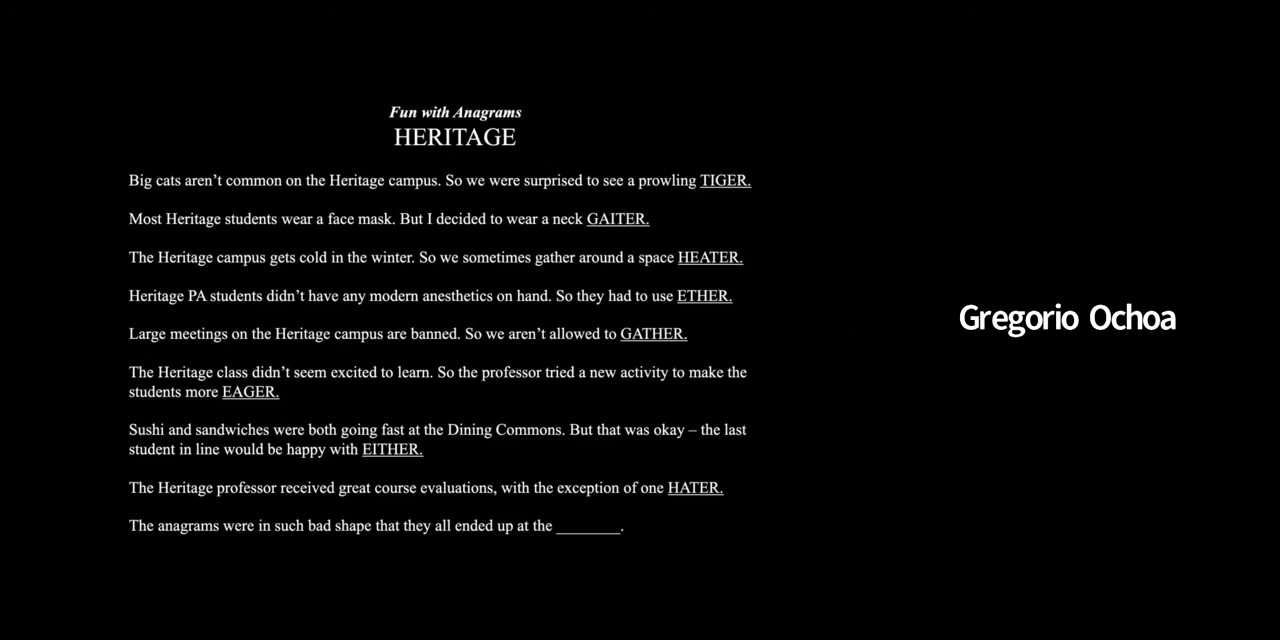 Fun with Anagrams
HERITAGE
Big cats aren’t common on the Heritage campus. So we were surprised to see a prowling TIGER.
Most Heritage students wear a face mask. But I decided to wear a neck GAITER.
The Heritage campus gets cold in the winter. So we sometimes gather around a space HEATER.
Heritage PA students didn’t have any modern anesthetics on hand. So they had to use ETHER.
Large meetings on the Heritage campus are banned. So we aren’t allowed to GATHER.
The Heritage class didn’t seem excited to learn. So the professor tried a new activity to make the
students more EAGER.
Sushi and sandwiches were both going fast at the Dining Commons. But that was okay – the last
student in line would be happy with EITHER.
The Heritage professor received great course evaluations, with the exception of one HATER.
The anagrams were in such bad shape that they all ended up at the ________.
Gregorio Ochoa